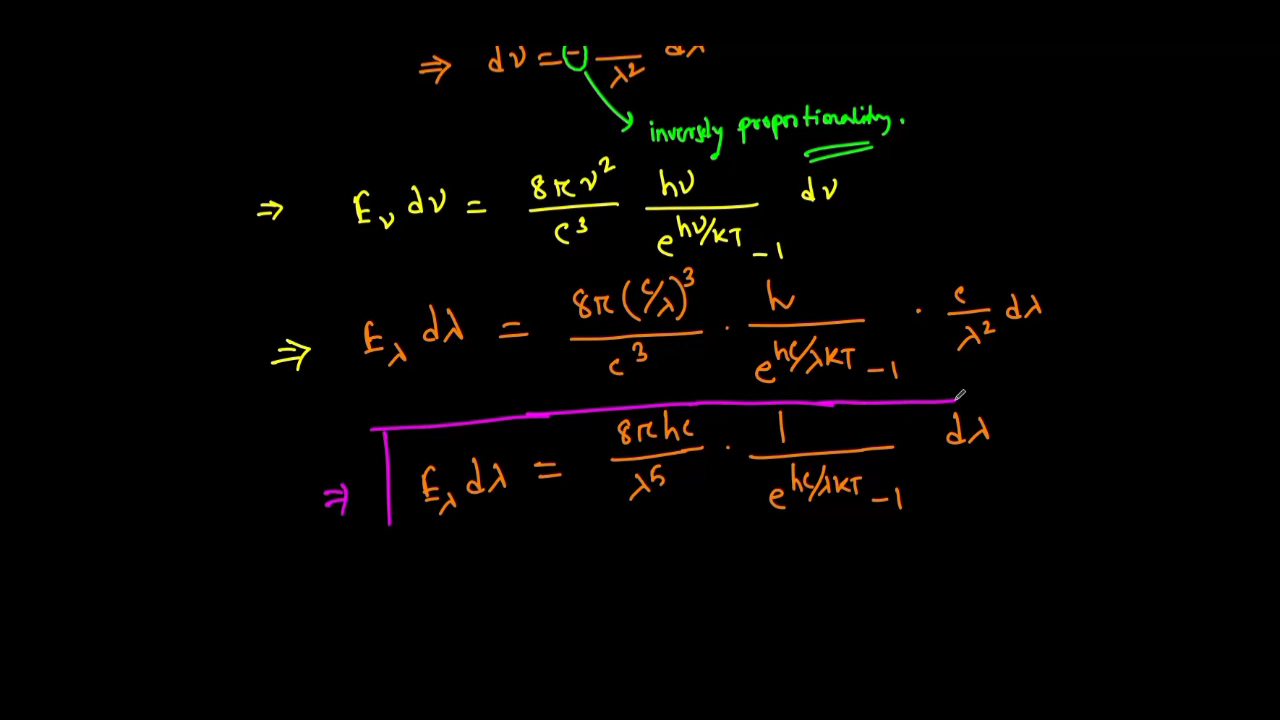 ⇒ dν = - /λ² dλ
inversely proportionality.
⇒ E_ν dν = 8πν²/c³ hν/(e^(hν/KT) - 1) dν
⇒ E_λ dλ = 8π(c/λ)³/c³ · h/(e^(hc/λKT) - 1) · c/λ² dλ
⇒ E_λ dλ = 8πhc/λ⁵ · 1/(e^(hc/λKT) - 1) dλ